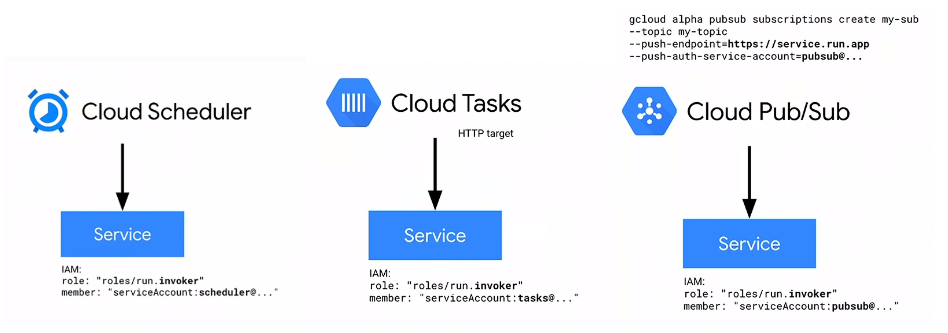 gcloud alpha pubsub subscriptions create my-sub
--topic my-topic
--push-endpoint=https://service.run.app
--push-auth-service-account=pubsub@...
Cloud Scheduler
Service
IAM:
role: "roles/run.invoker"
member: "serviceAccount:scheduler@..."
Cloud Tasks
HTTP target
Service
IAM:
role: "roles/run.invoker"
member: "serviceAccount:tasks@..."
Cloud Pub/Sub
Service
IAM:
role: "roles/run.invoker"
member: "serviceAccount:pubsub@..."